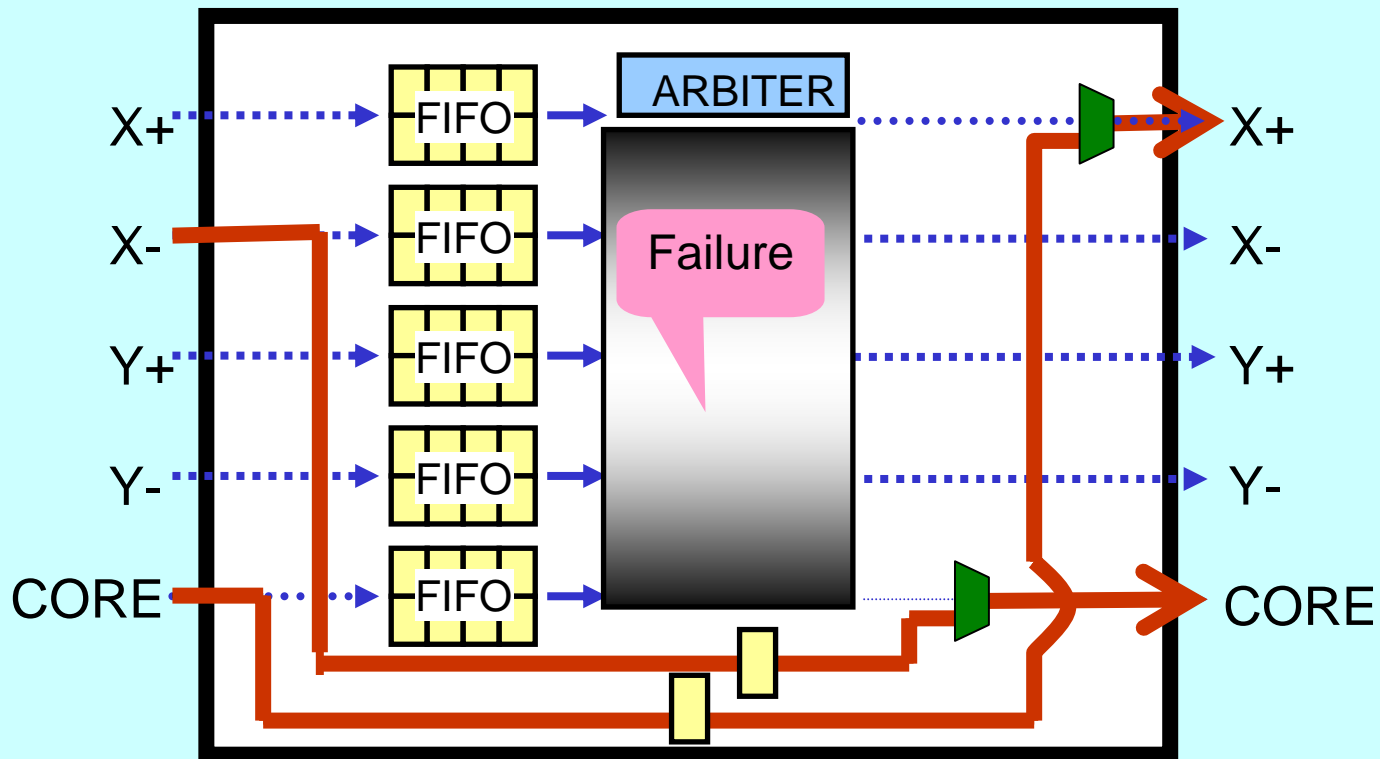 ARBITER
X+ FIFO X+
X- FIFO X-
Failure
Y+ FIFO Y+
Y- FIFO Y-
CORE FIFO CORE